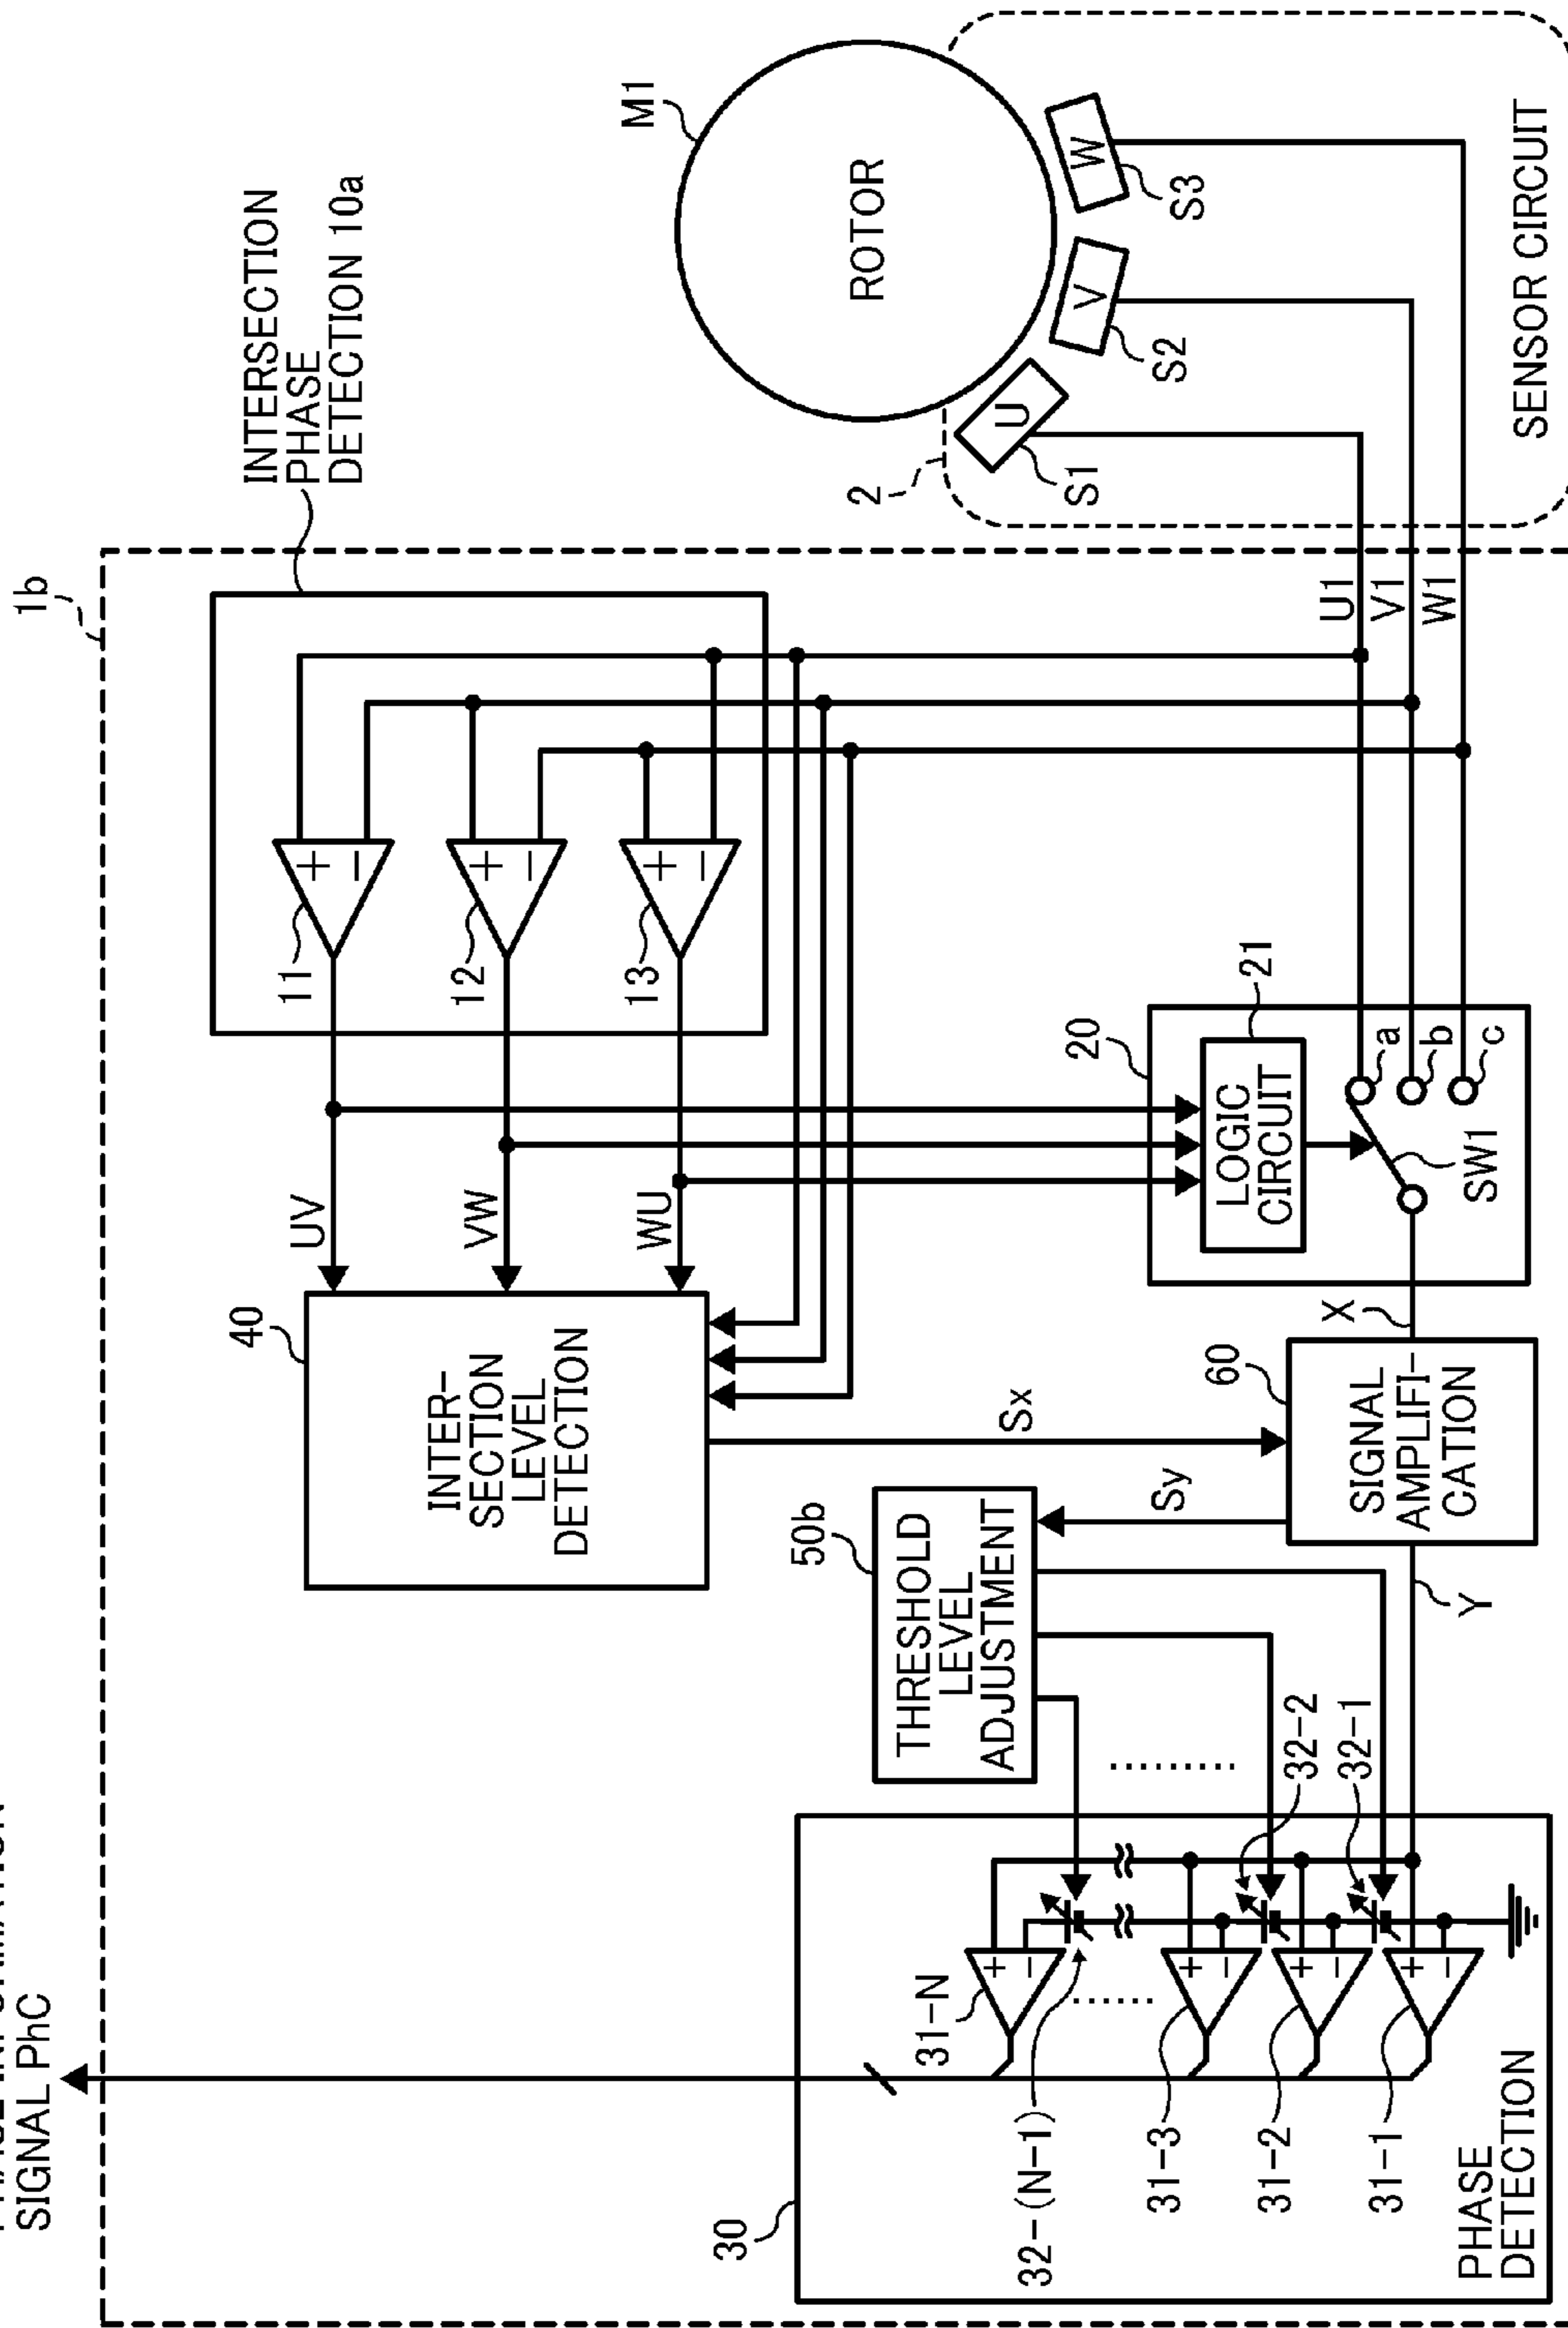 SIGNAL PhC
1b
INTERSECTION
PHASE
DETECTION 10a
11
12
13
+
−
+
−
+
−
M1
ROTOR
2
U
V
W
S1
S2
S3
SENSOR CIRCUIT
U1
V1
W1
UV
VW
WU
40
INTER-
SECTION
LEVEL
DETECTION
20
21
LOGIC
CIRCUIT
a
b
c
SW1
X
60
SIGNAL
AMPLIFI-
CATION
Sx
Sy
Y
50b
THRESHOLD
LEVEL
ADJUSTMENT
32-2
32-1
30
31-N
32-(N-1)
31-3
31-2
31-1
+
−
+
−
+
−
+
−
PHASE
DETECTION